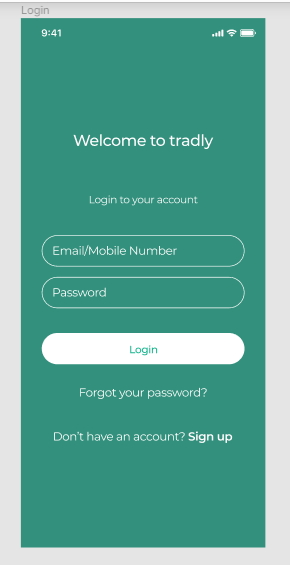 Login
9:41
Welcome to tradly
Login to your account
Email/Mobile Number
Password
Login
Forgot your password?
Don't have an account? Sign up